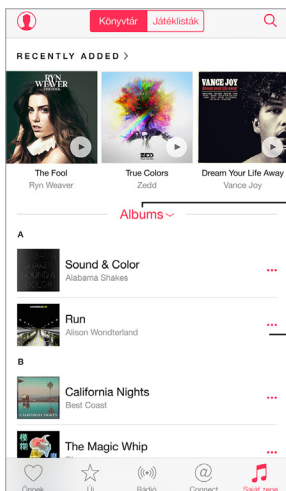 Könyvtár Játéklisták
RECENTLY ADDED >
RYN
WEAVER
VANCE JOY
ZEDD
The Fool
Ryn Weaver
True Colors
Zedd
Dream Your Life Away
Vance Joy
Albums
A
Sound & Color
Alabama Shakes
Run
Alison Wondterland
B
California Nights
Best Coast
The Magic Whip
Önnek Új Rádió Connect Saját zene